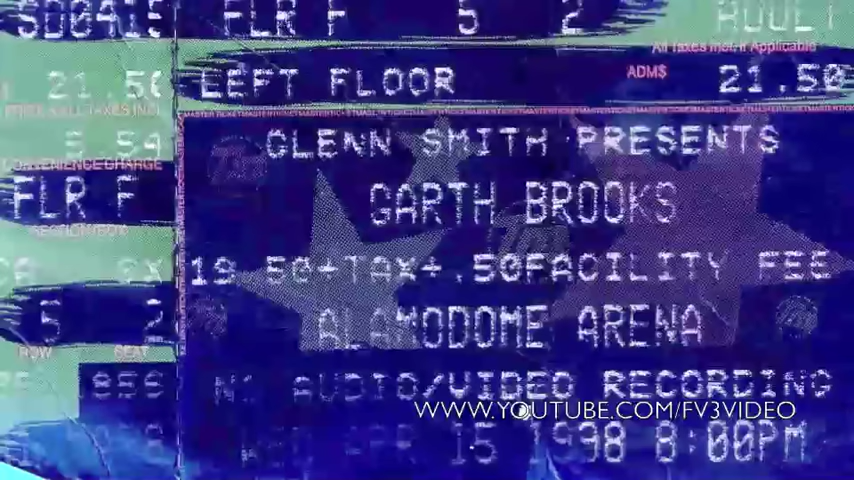 SD0415 FLR F 5 2 ADULT
All Taxes Incl. If Applicable
21.50 LEFT FLOOR ADM$ 21.50
GLENN SMITH PRESENTS
5.54
CONVENIENCE CHARGE
GARTH BROOKS
FLR F
SECTION/BOX
19.50+TAX+.50FACILITY FEE
5 2 ALAMODOME ARENA
ROW SEAT
NO AUDIO/VIDEO RECORDING
WWW.YOUTUBE.COM/FV3VIDEO
WED APR 15 1998 8:00PM